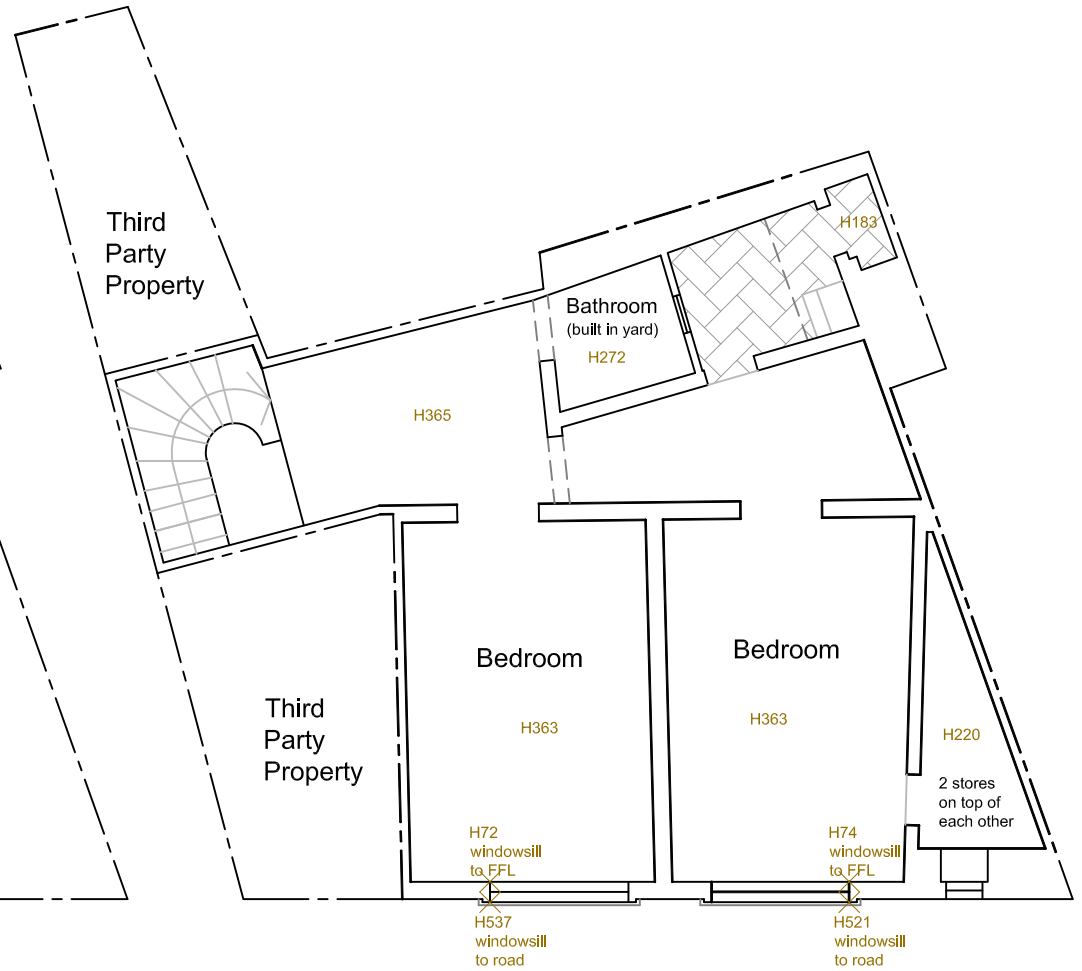 Third
Party
Property
H183
Bathroom
(built in yard)
H272
H365
Bedroom
Bedroom
Third
Party
Property
H363
H363
H220
2 stores
on top of
each other
H72
windowsill
to FFL
H74
windowsill
to FFL
H537
windowsill
to road
H521
windowsill
to road